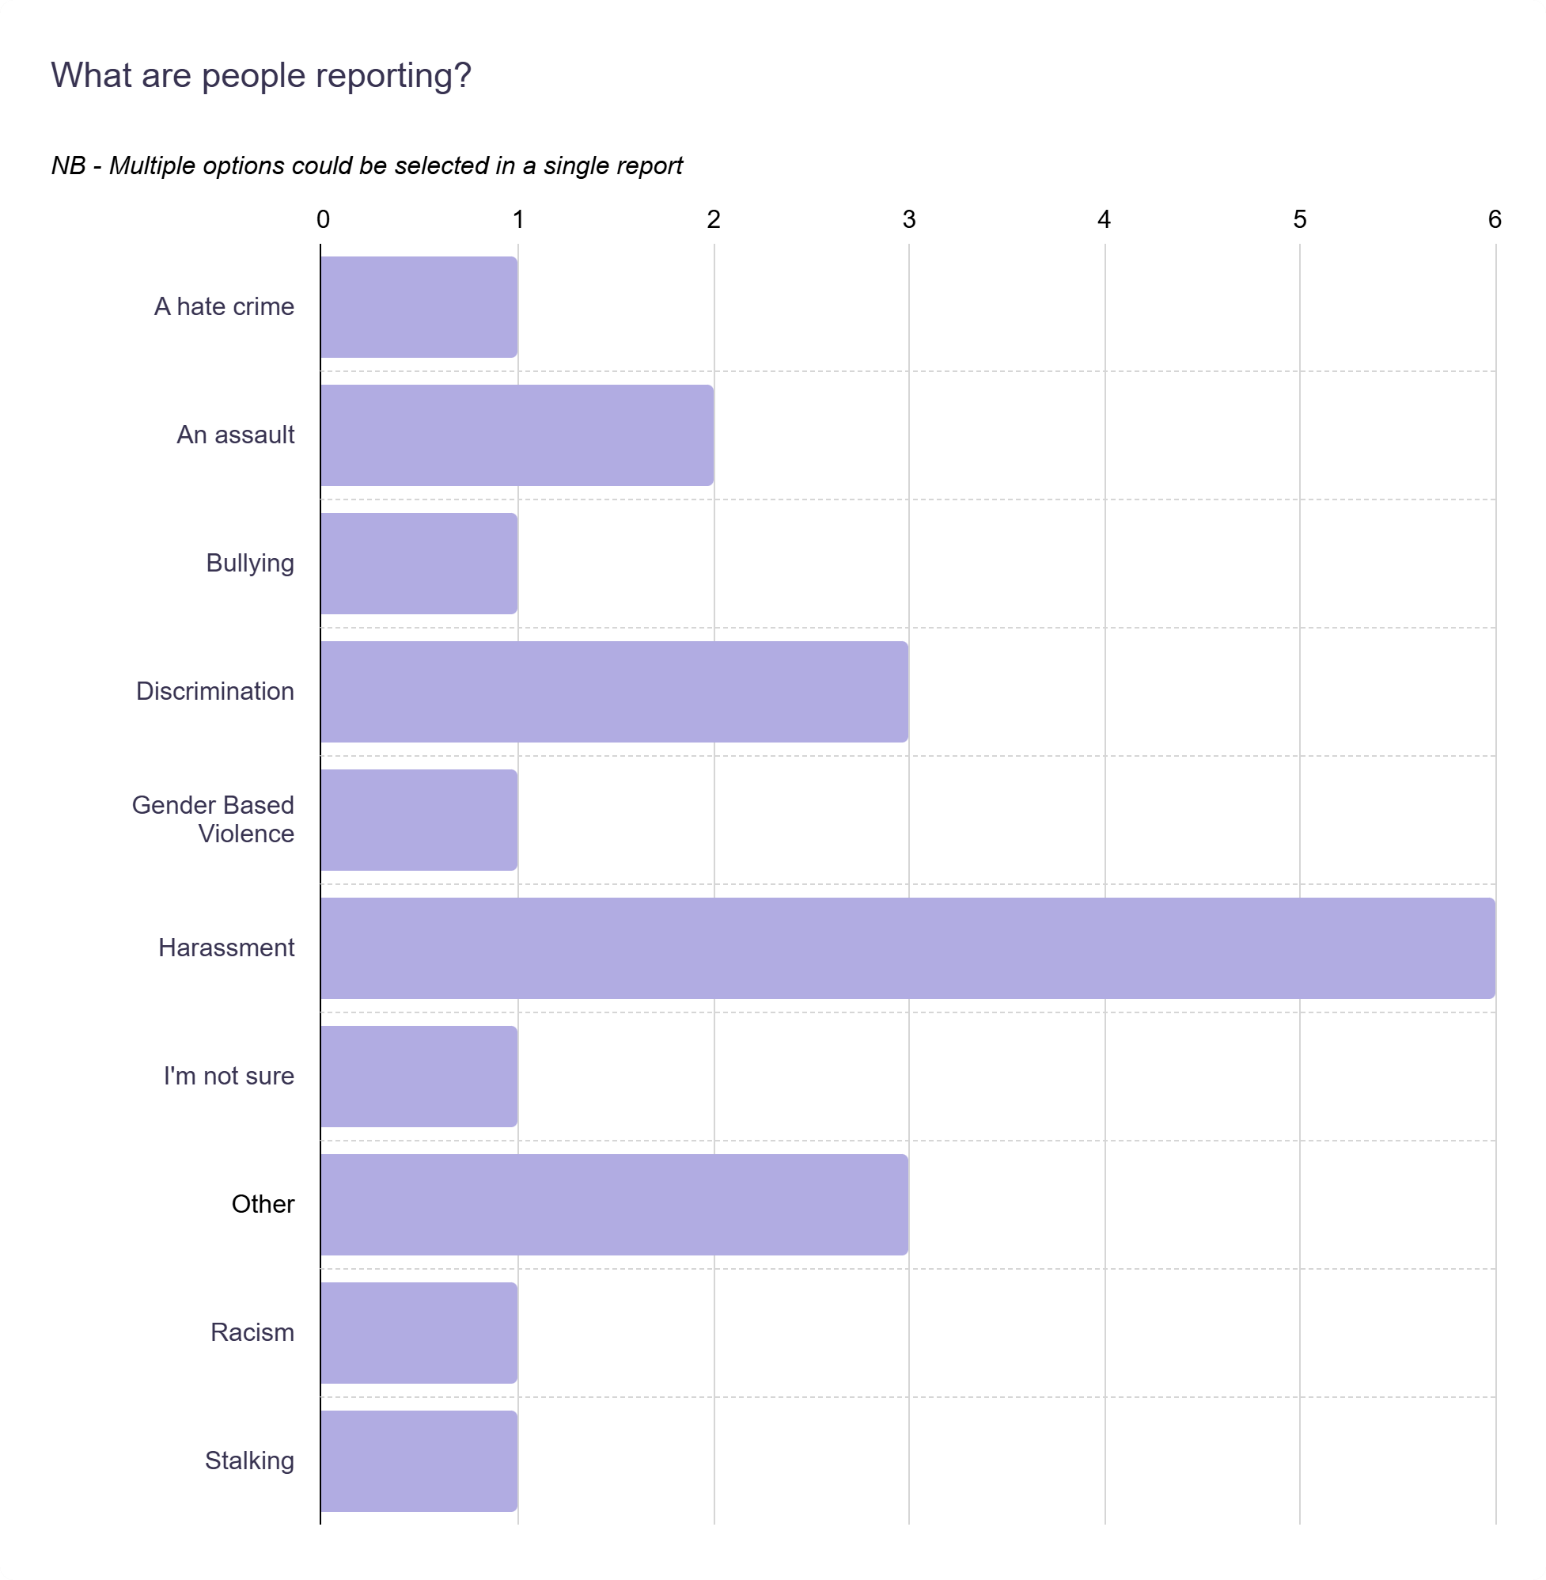 What are people reporting?
NB - Multiple options could be selected in a single report
0 1 2 3 4 5 6
A hate crime
An assault
Bullying
Discrimination
Gender Based
Violence
Harassment
I'm not sure
Other
Racism
Stalking